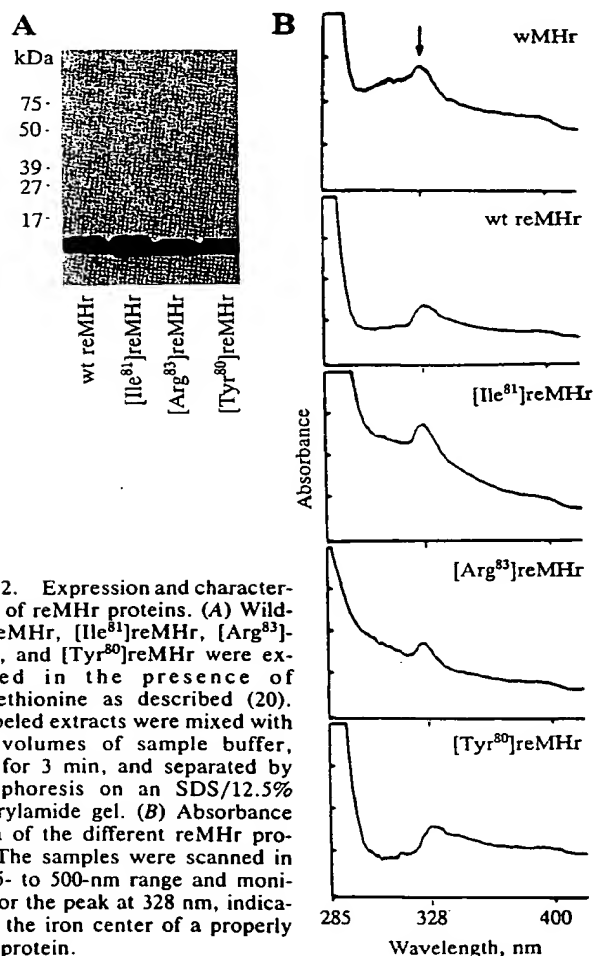 A
kDa
75-
50-
39-
27-
17-
wt reMHr
[Ile81]reMHr
[Arg83]reMHr
[Tyr80]reMHr
B
wMHr
wt reMHr
[Ile81]reMHr
[Arg83]reMHr
[Tyr80]reMHr
Absorbance
285 328 400
Wavelength, nm
2. Expression and character-
of reMHr proteins. (A) Wild-
eMHr, [Ile81]reMHr, [Arg83]-
, and [Tyr80]reMHr were ex-
ed in the presence of
ethionine as described (20).
beled extracts were mixed with
volumes of sample buffer,
for 3 min, and separated by
phoresis on an SDS/12.5%
rylamide gel. (B) Absorbance
of the different reMHr pro-
The samples were scanned in
5- to 500-nm range and moni-
or the peak at 328 nm, indica-
the iron center of a properly
protein.